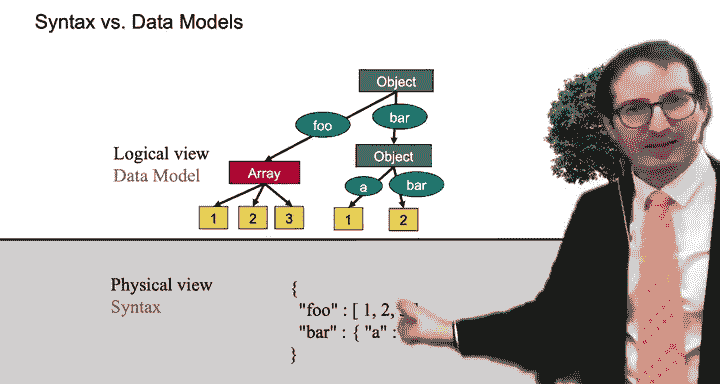 Syntax vs. Data Models
Object
foo
bar
Logical view
Data Model
Array
Object
a
bar
1
2
3
1
2
Physical view
Syntax
{
"foo" : [ 1, 2,
"bar" : { "a" :
}